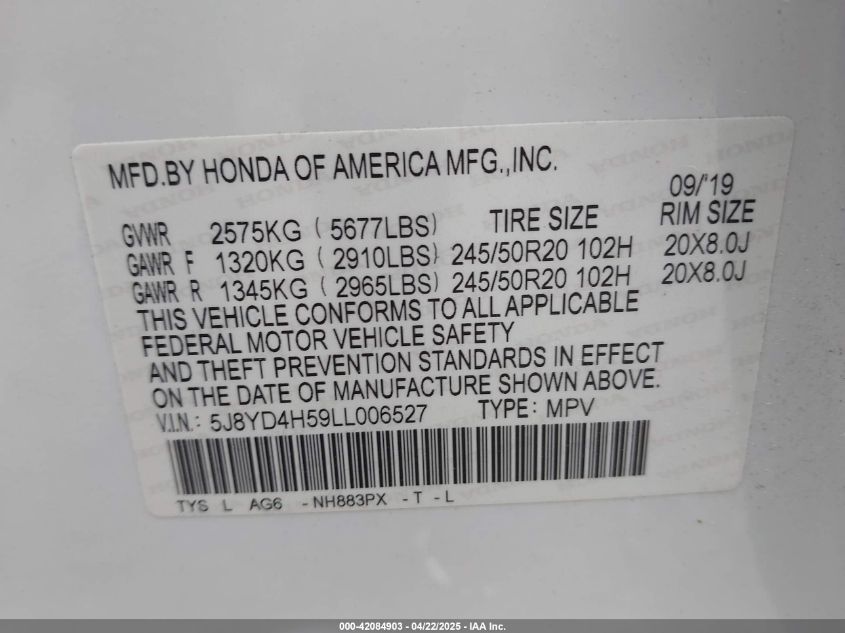 MFD.BY HONDA OF AMERICA MFG.,INC.
09/'19
GVWR 2575KG ( 5677LBS) TIRE SIZE RIM SIZE
GAWR F 1320KG ( 2910LBS) 245/50R20 102H 20X8.0J
GAWR R 1345KG ( 2965LBS) 245/50R20 102H 20X8.0J
THIS VEHICLE CONFORMS TO ALL APPLICABLE
FEDERAL MOTOR VEHICLE SAFETY
AND THEFT PREVENTION STANDARDS IN EFFECT
ON THE DATE OF MANUFACTURE SHOWN ABOVE.
V.I.N.: 5J8YD4H59LL006527 TYPE: MPV
TYS L AG6 -NH883PX -T -L
000-42084903 / 04/22/2025 - IAA Inc.